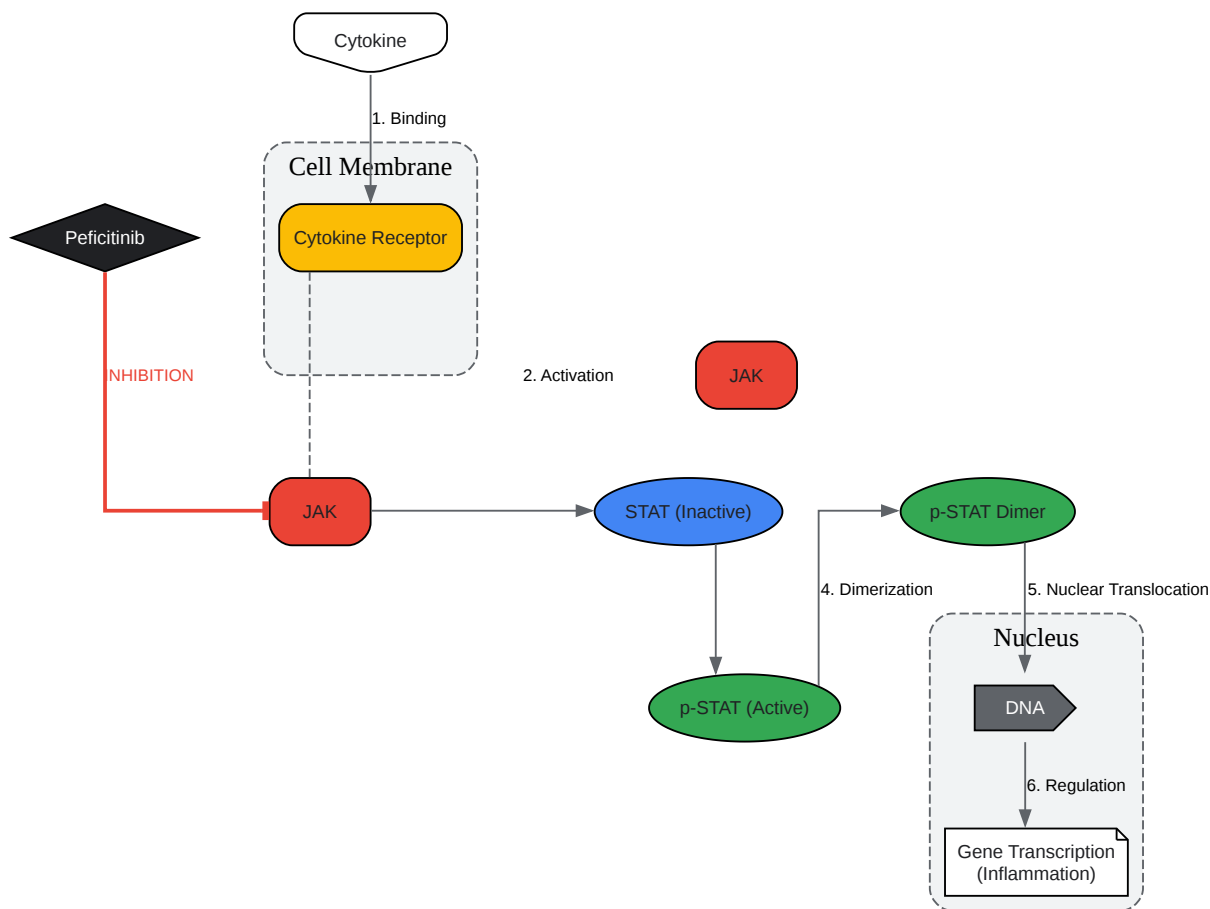 Cytokine
1. Binding
Cell Membrane
Peficitinib
Cytokine Receptor
INHIBITION
2. Activation
JAK
JAK
STAT (Inactive)
p-STAT Dimer
4. Dimerization
5. Nuclear Translocation
Nucleus
p-STAT (Active)
DNA
6. Regulation
Gene Transcription
(Inflammation)